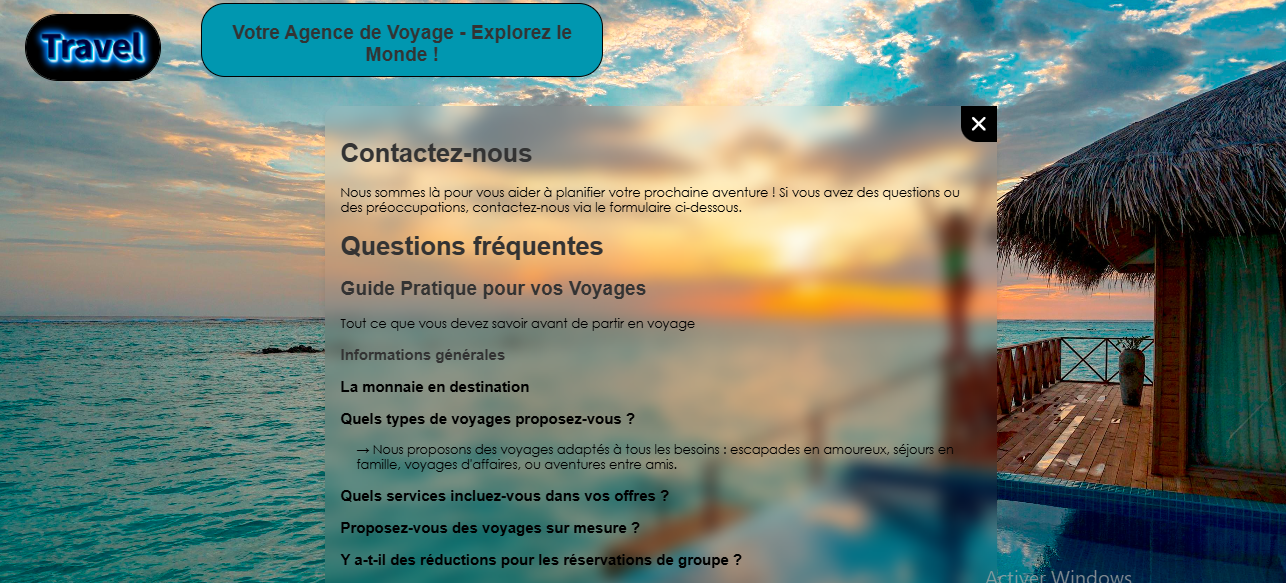 Travel
Votre Agence de Voyage - Explorez le
Monde !
Contactez-nous
Nous sommes là pour vous aider à planifier votre prochaine aventure ! Si vous avez des questions ou
des préoccupations, contactez-nous via le formulaire ci-dessous.
Questions fréquentes
Guide Pratique pour vos Voyages
Tout ce que vous devez savoir avant de partir en voyage
Informations générales
La monnaie en destination
Quels types de voyages proposez-vous ?
→ Nous proposons des voyages adaptés à tous les besoins : escapades en amoureux, séjours en
famille, voyages d'affaires, ou aventures entre amis.
Quels services incluez-vous dans vos offres ?
Proposez-vous des voyages sur mesure ?
Y a-t-il des réductions pour les réservations de groupe ?
Activer Windows